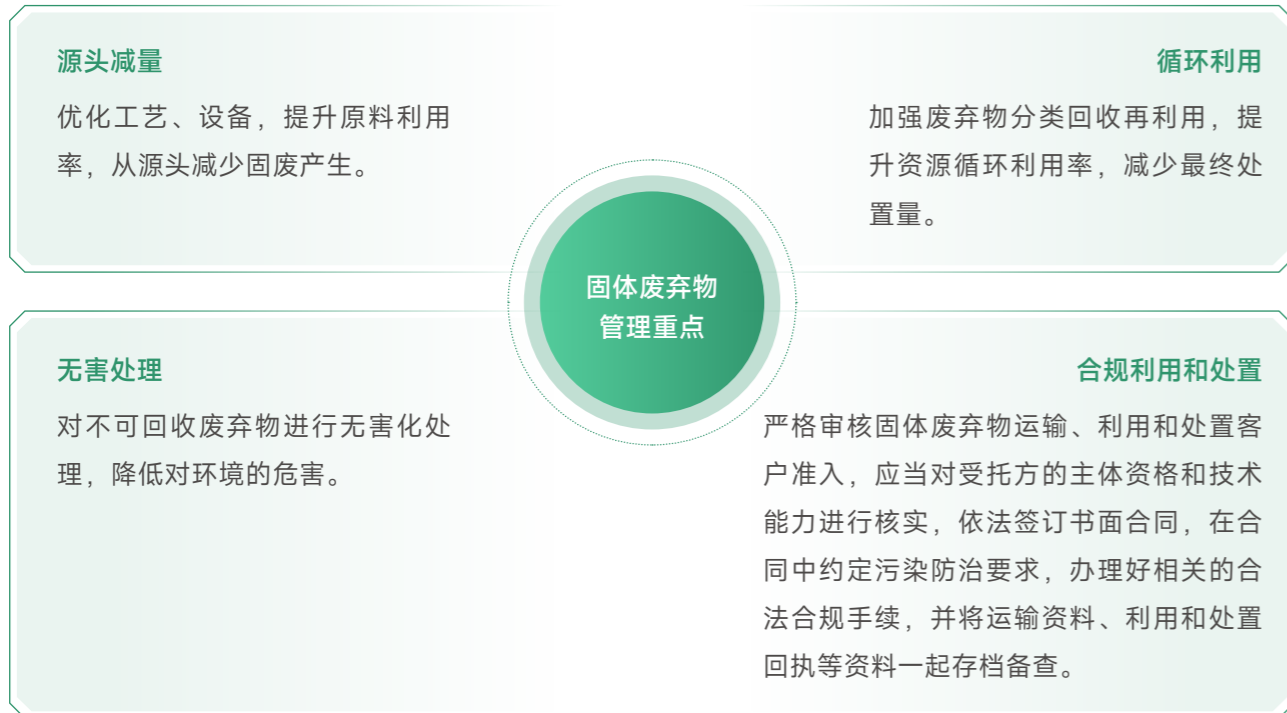 源头减量
优化工艺、设备，提升原料利用
率，从源头减少固废产生。
循环利用
加强废弃物分类回收再利用，提
升资源循环利用率，减少最终处
置量。
固体废弃物
管理重点
无害处理
对不可回收废弃物进行无害化处
理，降低对环境的危害。
合规利用和处置
严格审核固体废弃物运输、利用和处置客
户准入，应当对受托方的主体资格和技术
能力进行核实，依法签订书面合同，在合
同中约定污染防治要求，办理好相关的合
法合规手续，并将运输资料、利用和处置
回执等资料一起存档备查。